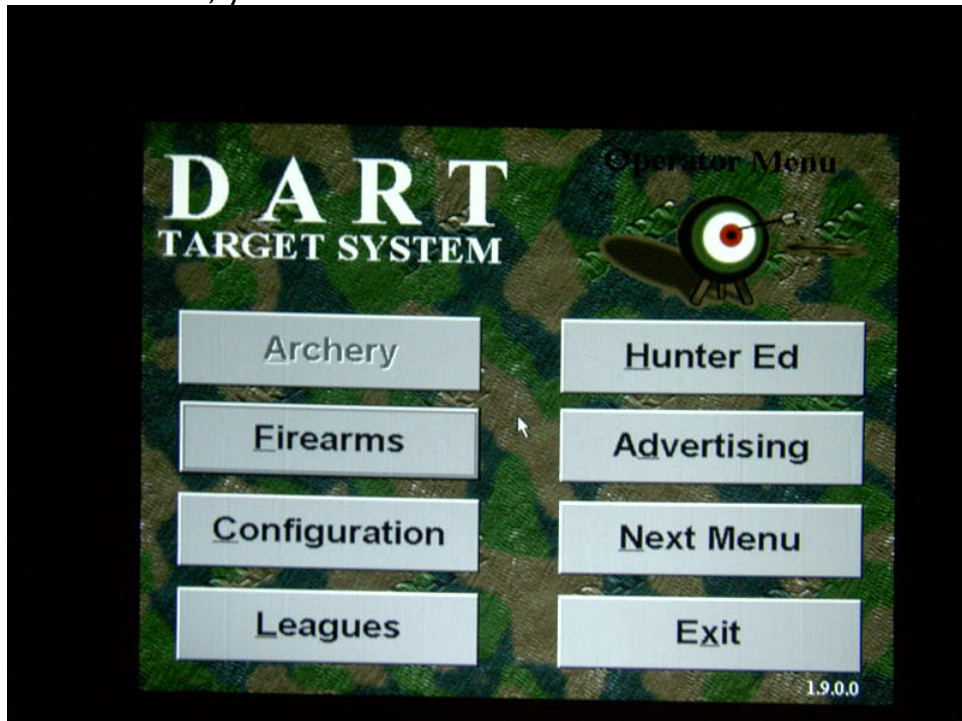 DART
TARGET SYSTEM
Operator Menu
Archery
Hunter Ed
Firearms
Advertising
Configuration
Next Menu
Leagues
Exit
1.9.0.0